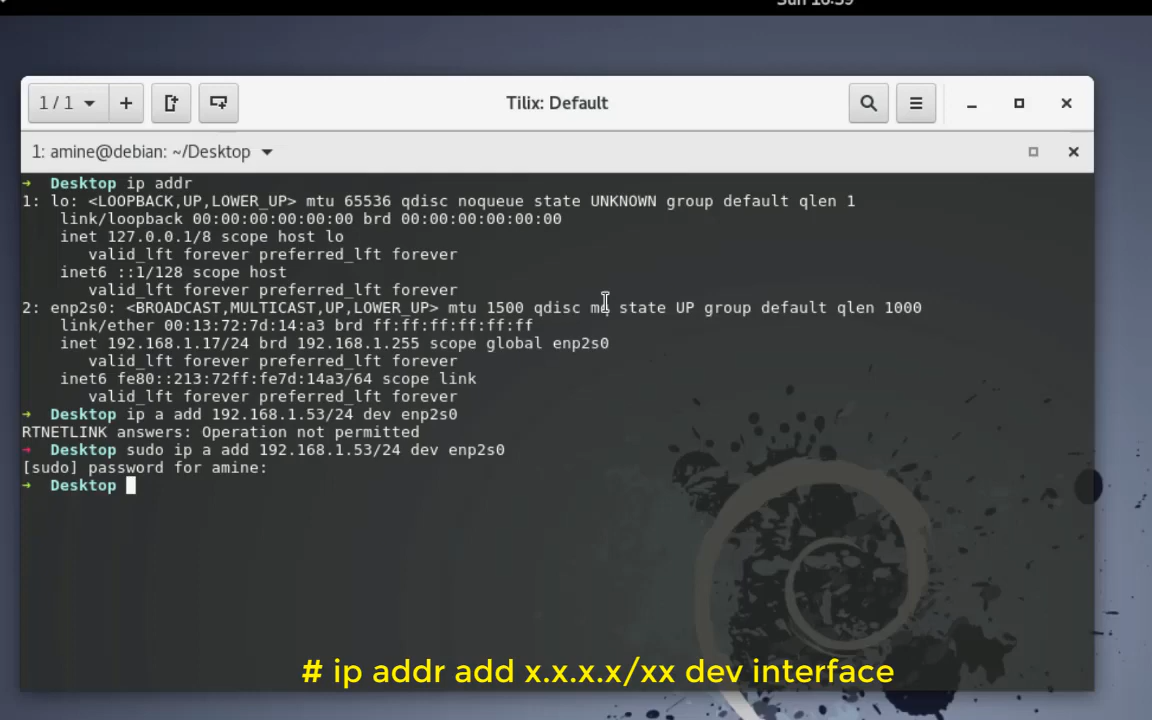 Sun 16:39
1 / 1
Tilix: Default
1: amine@debian: ~/Desktop
→ Desktop ip addr
1: lo: <LOOPBACK,UP,LOWER_UP> mtu 65536 qdisc noqueue state UNKNOWN group default qlen 1
link/loopback 00:00:00:00:00:00 brd 00:00:00:00:00:00
inet 127.0.0.1/8 scope host lo
valid_lft forever preferred_lft forever
inet6 ::1/128 scope host
valid_lft forever preferred_lft forever
2: enp2s0: <BROADCAST,MULTICAST,UP,LOWER_UP> mtu 1500 qdisc mq state UP group default qlen 1000
link/ether 00:13:72:7d:14:a3 brd ff:ff:ff:ff:ff:ff
inet 192.168.1.17/24 brd 192.168.1.255 scope global enp2s0
valid_lft forever preferred_lft forever
inet6 fe80::213:72ff:fe7d:14a3/64 scope link
valid_lft forever preferred_lft forever
→ Desktop ip a add 192.168.1.53/24 dev enp2s0
RTNETLINK answers: Operation not permitted
→ Desktop sudo ip a add 192.168.1.53/24 dev enp2s0
[sudo] password for amine:
→ Desktop
# ip addr add x.x.x.x/xx dev interface